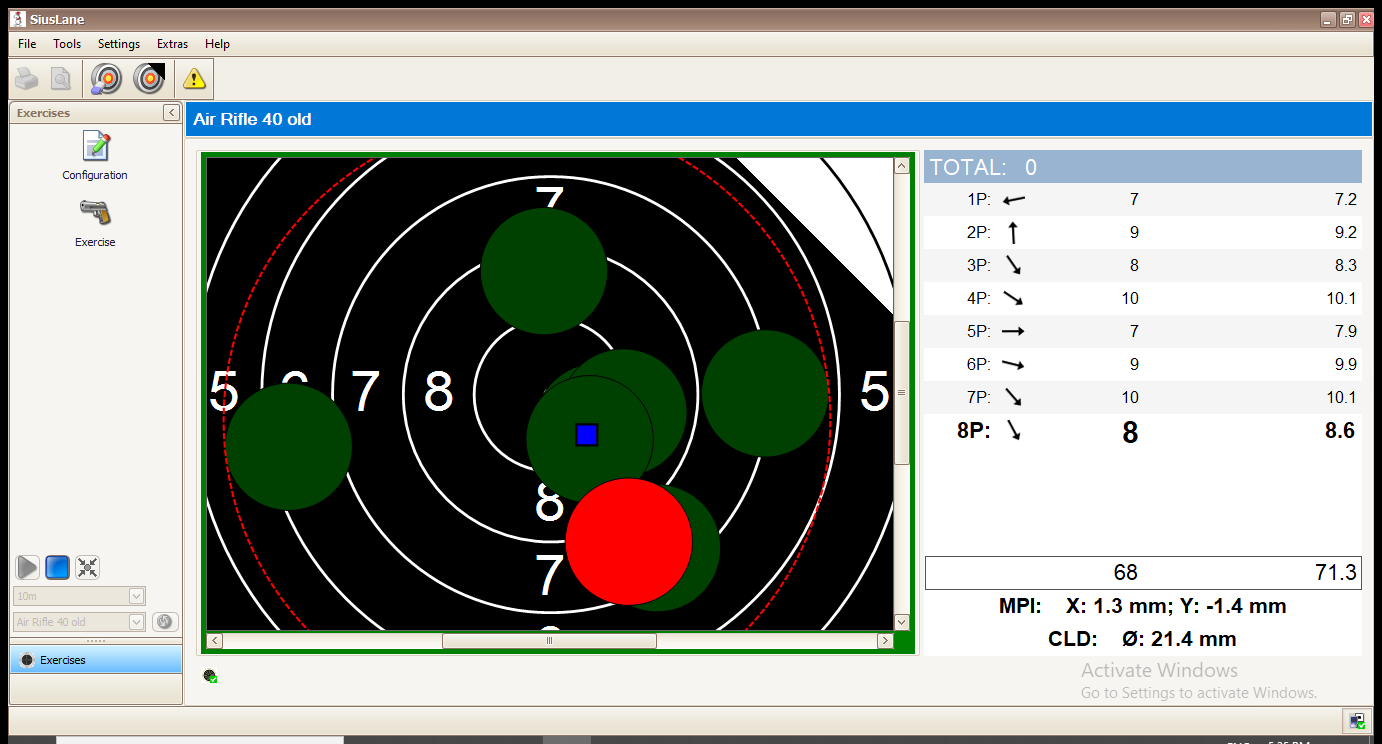 SiusLane
File Tools Settings Extras Help
Exercises
Configuration
Exercise
10m
Air Rifle 40 old
Exercises
Air Rifle 40 old
7
5 7 8 5
8
7
TOTAL: 0
1P: 7 7.2
2P: 9 9.2
3P: 8 8.3
4P: 10 10.1
5P: 7 7.9
6P: 9 9.9
7P: 10 10.1
8P: 8 8.6
68 71.3
MPI: X: 1.3 mm; Y: -1.4 mm
CLD: Ø: 21.4 mm
Activate Windows
Go to Settings to activate Windows.